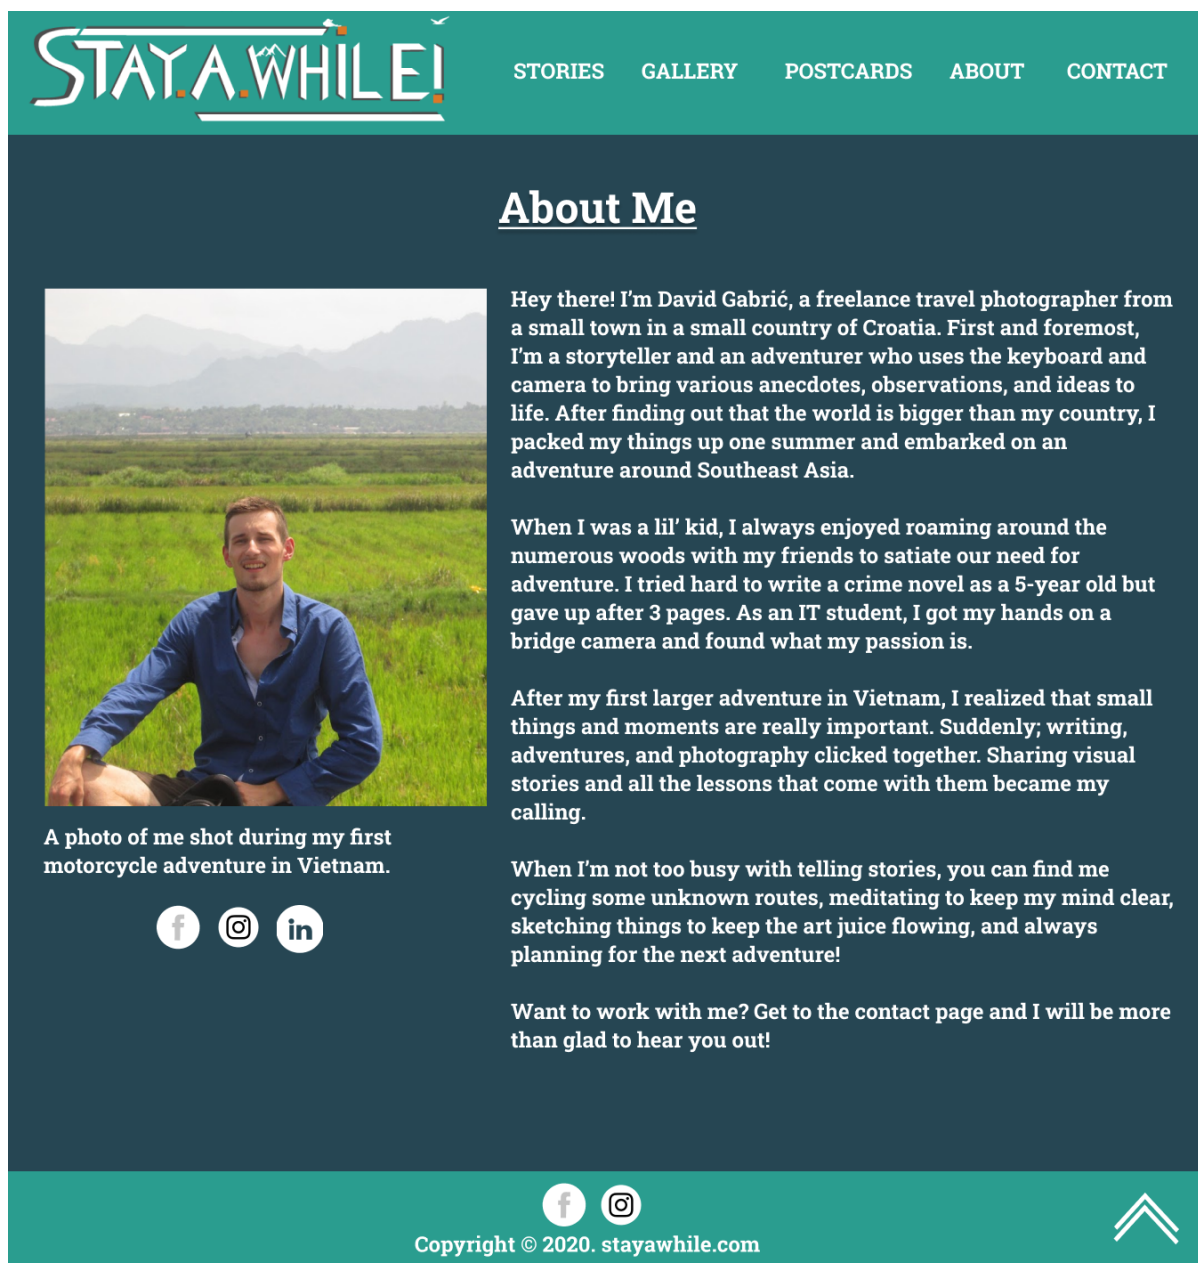 STAY.A.WHILE!
STORIES GALLERY POSTCARDS ABOUT CONTACT
About Me
Hey there! I’m David Gabrić, a freelance travel photographer from
a small town in a small country of Croatia. First and foremost,
I’m a storyteller and an adventurer who uses the keyboard and
camera to bring various anecdotes, observations, and ideas to
life. After finding out that the world is bigger than my country, I
packed my things up one summer and embarked on an
adventure around Southeast Asia.
When I was a lil’ kid, I always enjoyed roaming around the
numerous woods with my friends to satiate our need for
adventure. I tried hard to write a crime novel as a 5-year old but
gave up after 3 pages. As an IT student, I got my hands on a
bridge camera and found what my passion is.
After my first larger adventure in Vietnam, I realized that small
things and moments are really important. Suddenly; writing,
adventures, and photography clicked together. Sharing visual
stories and all the lessons that come with them became my
calling.
When I’m not too busy with telling stories, you can find me
cycling some unknown routes, meditating to keep my mind clear,
sketching things to keep the art juice flowing, and always
planning for the next adventure!
Want to work with me? Get to the contact page and I will be more
than glad to hear you out!
A photo of me shot during my first
motorcycle adventure in Vietnam.
f in
f
Copyright © 2020. stayawhile.com